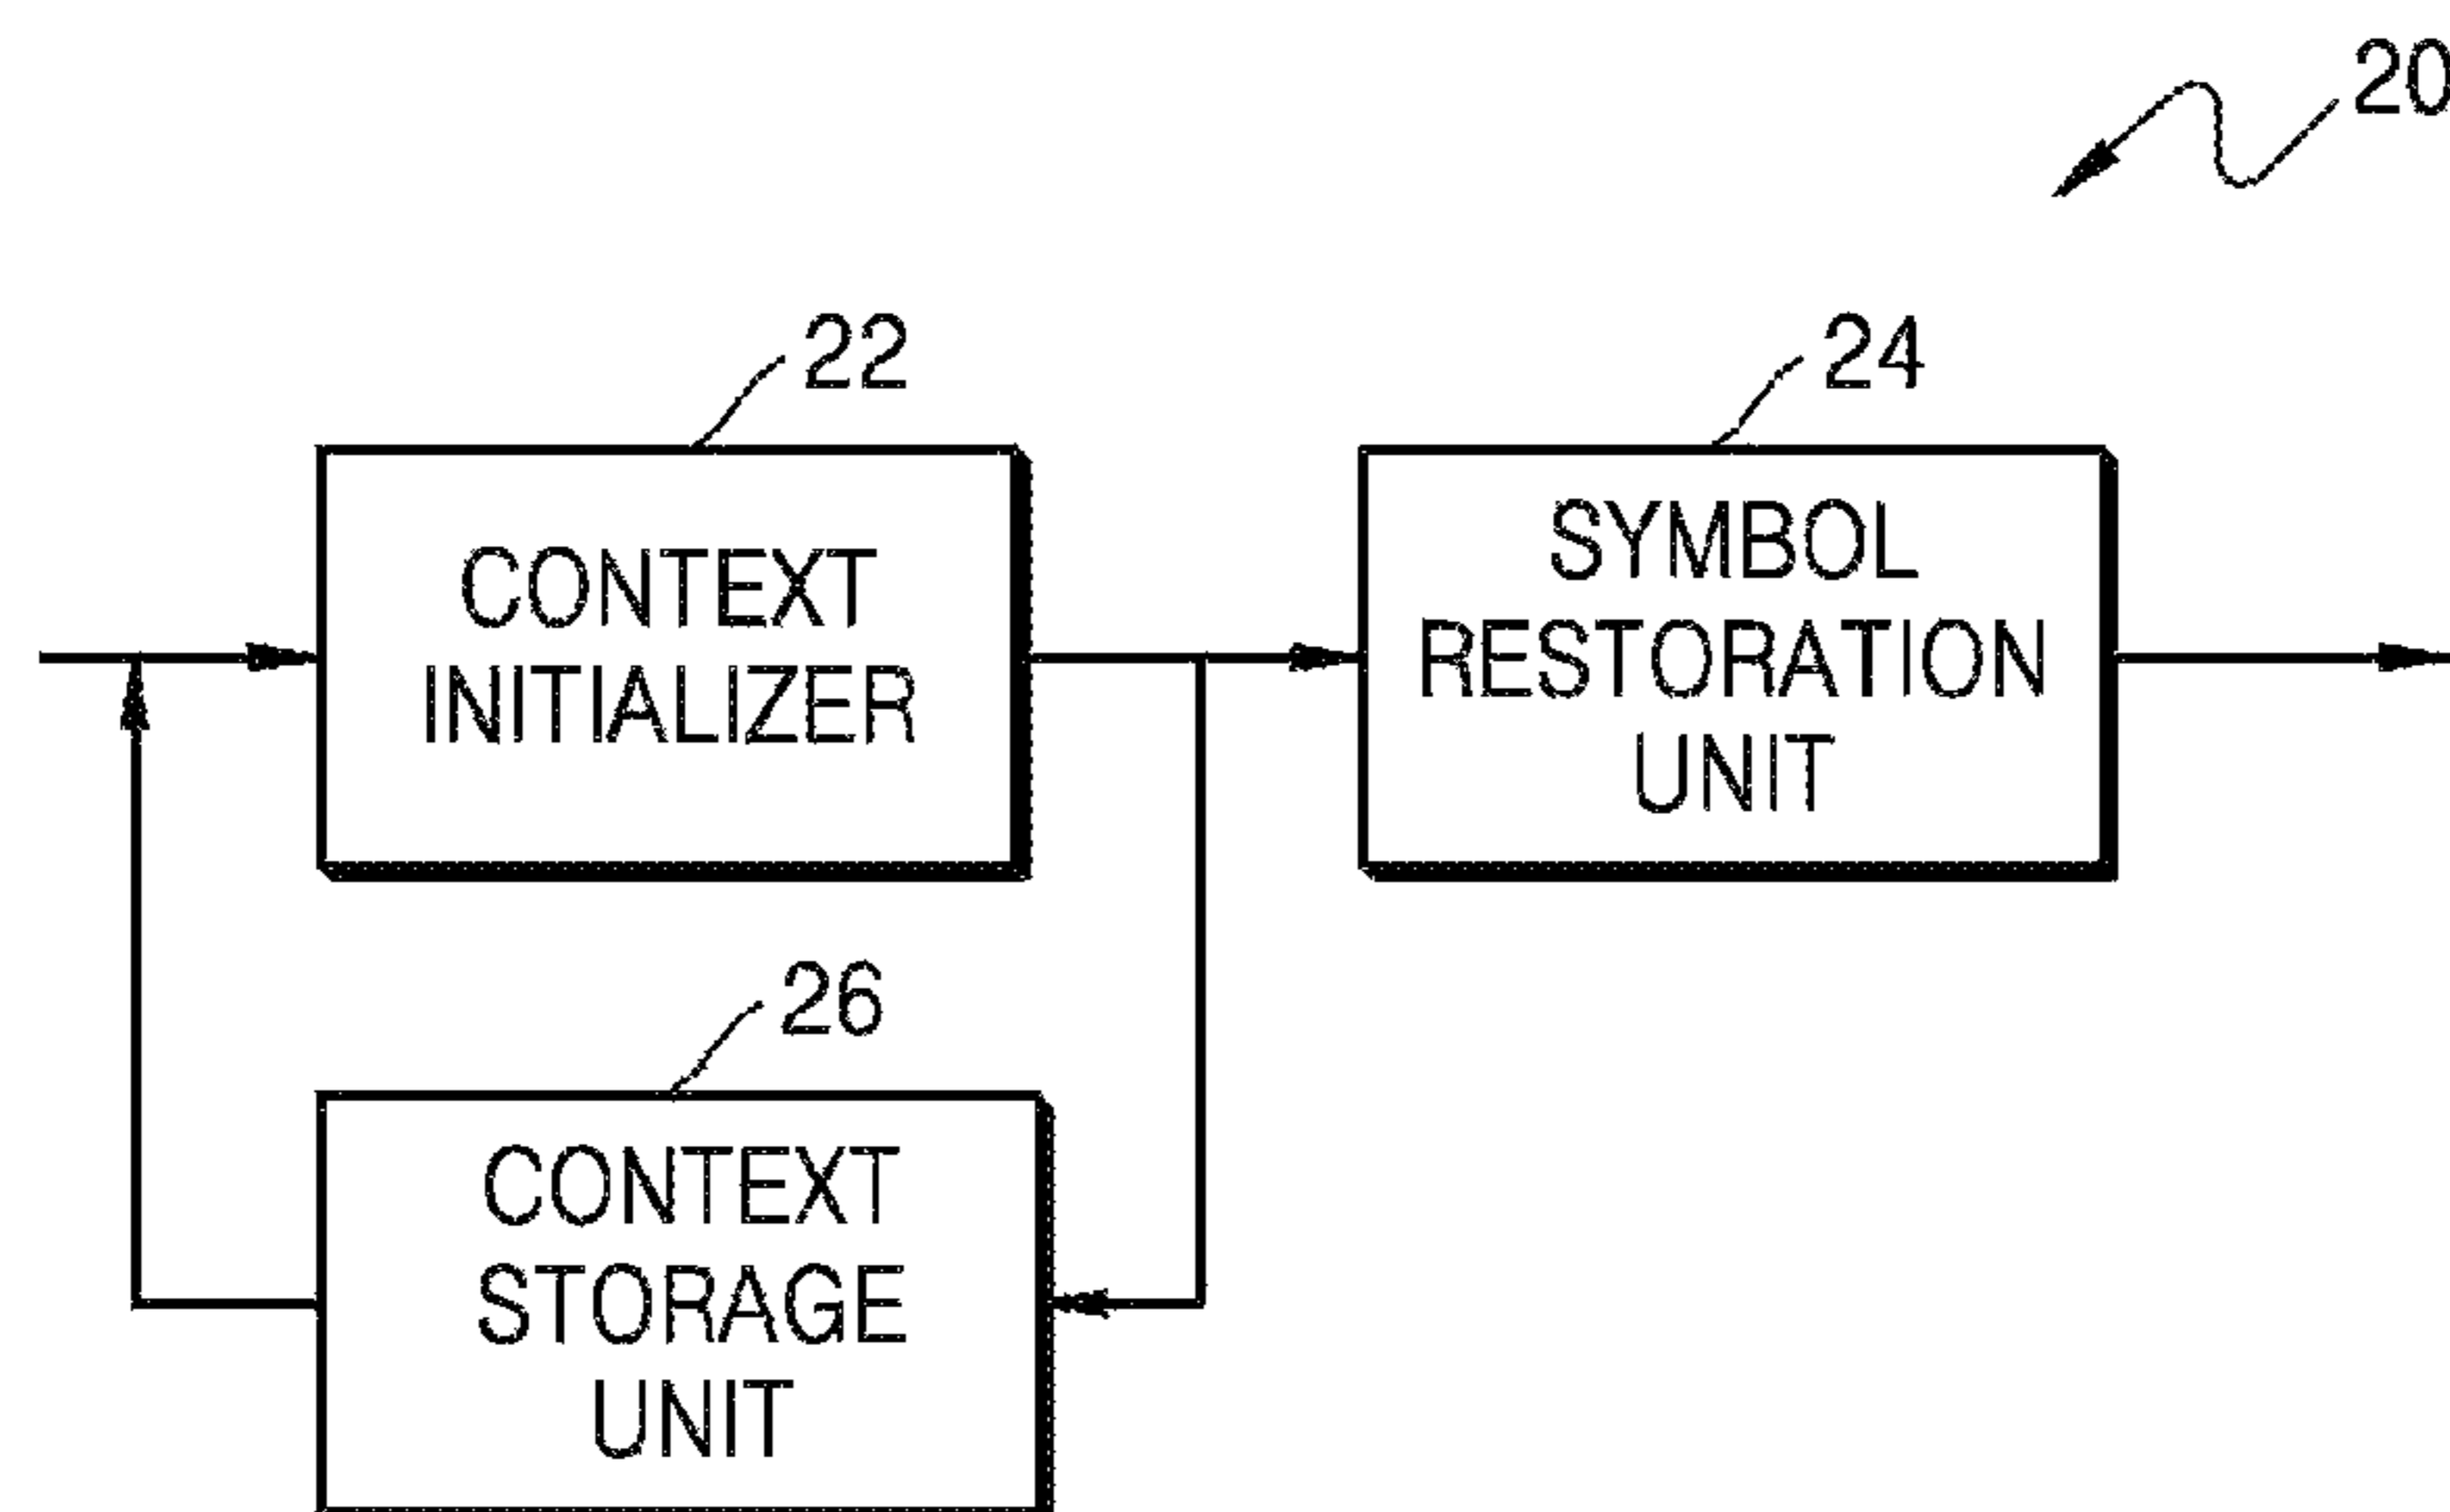 20
22
24
CONTEXT
INITIALIZER
SYMBOL
RESTORATION
UNIT
26
CONTEXT
STORAGE
UNIT